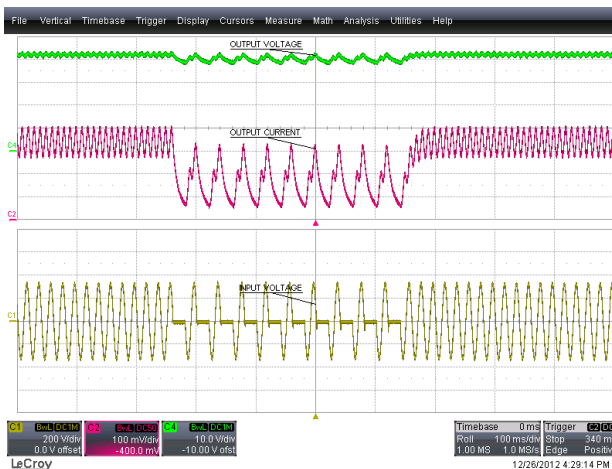 File Vertical Timebase Trigger Display Cursors Measure Math Analysis Utilities Help
OUTPUT VOLTAGE
OUTPUT CURRENT
C4
C2
INPUT VOLTAGE
C1
C1 BwL DC1M
200 V/div
0.0 V offset
C2 BwL DC50
100 mV/div
-400.0 mV
C4 BwL DC1M
10.0 V/div
-10.00 V ofst
Timebase 0 ms
Roll 100 ms/div
1.00 MS 1.0 MS/s
Trigger C2 DC
Stop 340 m
Edge Positiv
LeCroy
12/26/2012 4:29:14 PM